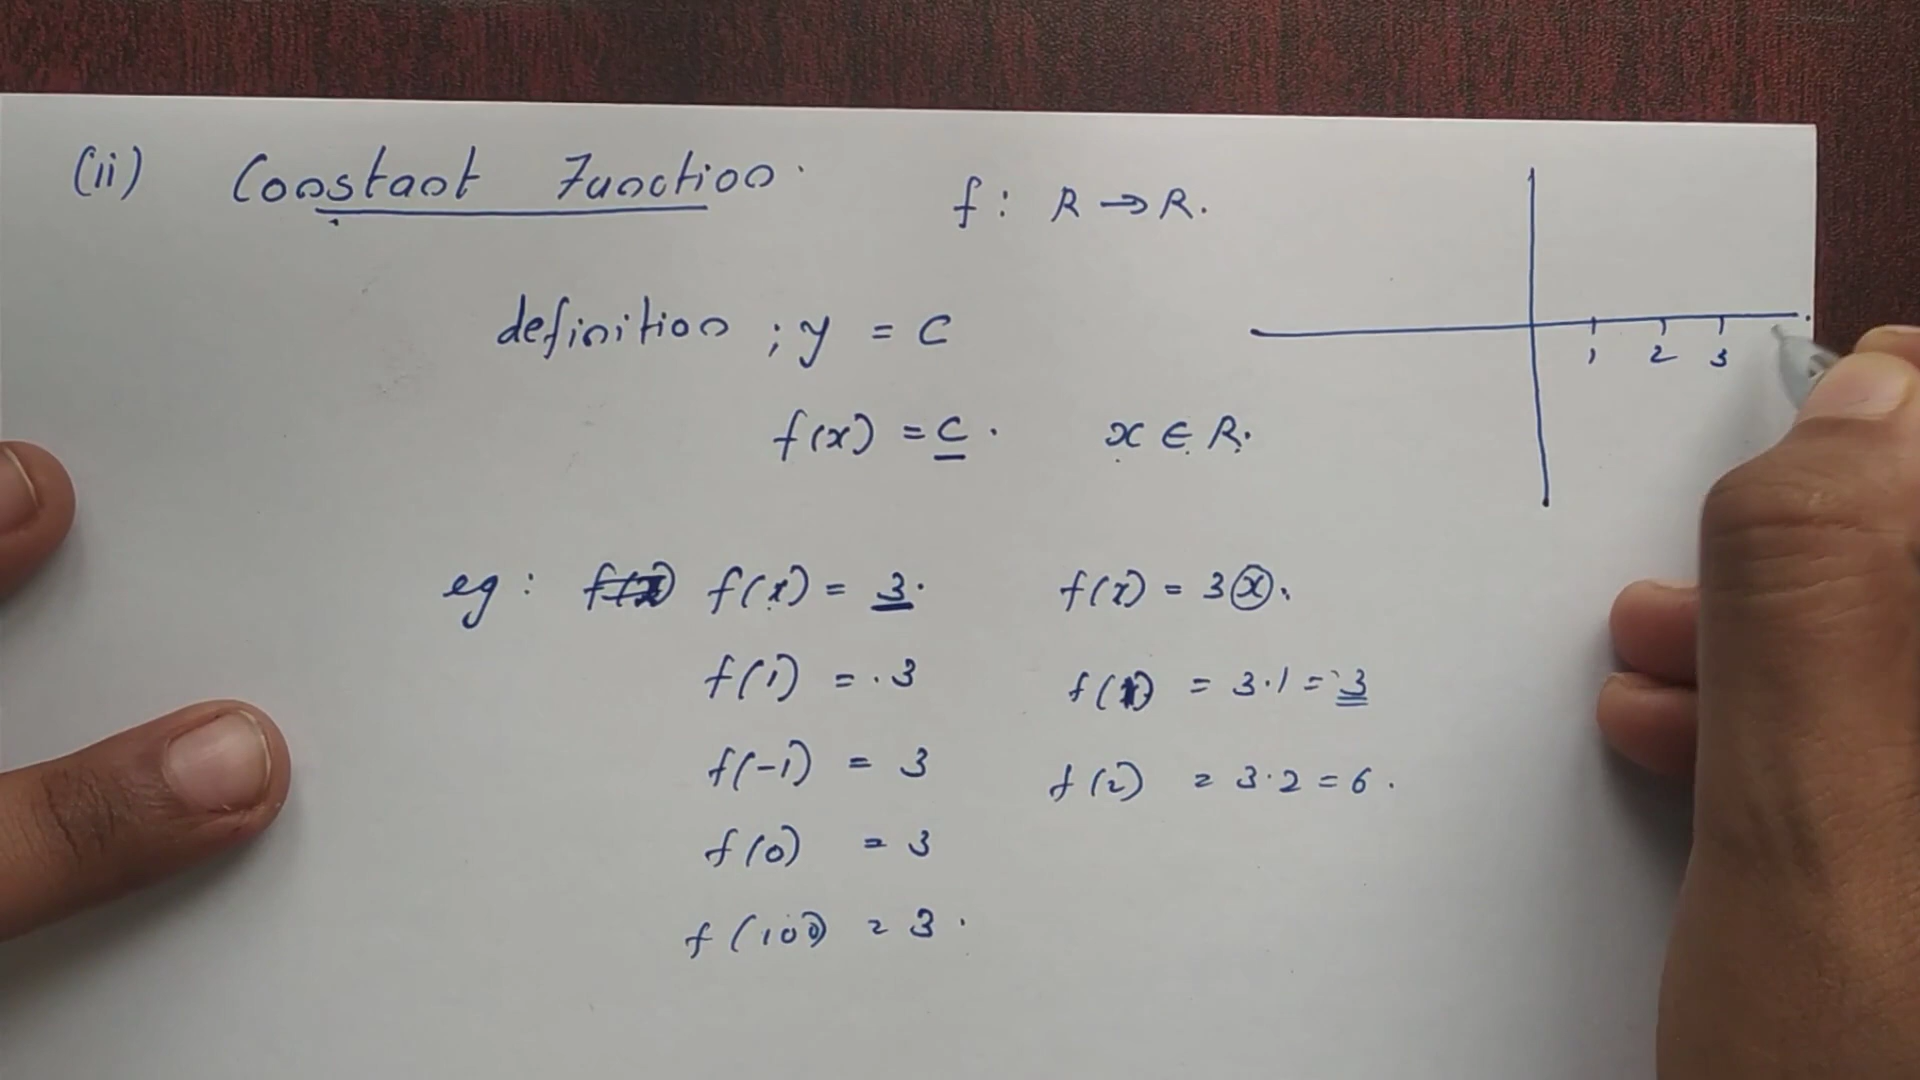 (ii) Constant Function.
f: R → R.
definition ; y = C
f(x) = C. x ∈ R.
1 2 3
eg : f(x) = 3. f(x) = 3x.
f(1) = 3 f(1) = 3·1 = 3
f(-1) = 3 f(2) = 3·2 = 6.
f(0) = 3
f(100) = 3.